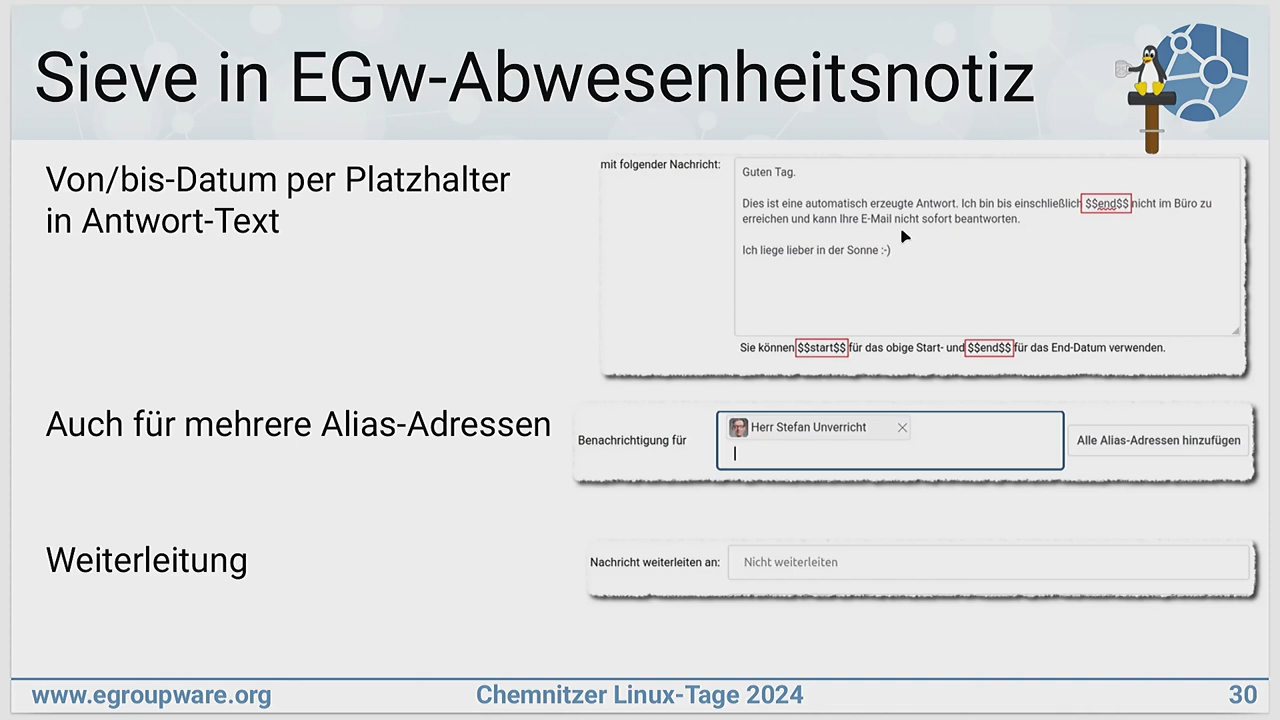 Sieve in EGw-Abwesenheitsnotiz
Von/bis-Datum per Platzhalter
in Antwort-Text
mit folgender Nachricht:
Guten Tag.
Dies ist eine automatisch erzeugte Antwort. Ich bin bis einschließlich $$end$$ nicht im Büro zu
erreichen und kann Ihre E-Mail nicht sofort beantworten.
Ich liege lieber in der Sonne :-)
Sie können $$start$$ für das obige Start- und $$end$$ für das End-Datum verwenden.
Auch für mehrere Alias-Adressen
Benachrichtigung für
Herr Stefan Unverricht
Alle Alias-Adressen hinzufügen
Weiterleitung
Nachricht weiterleiten an:
Nicht weiterleiten
www.egroupware.org
Chemnitzer Linux-Tage 2024
30